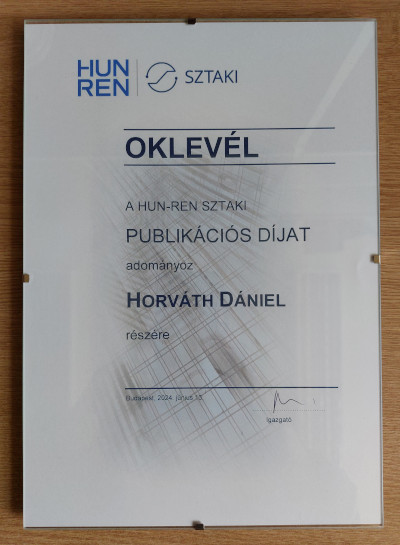 HUN
REN
SZTAKI
OKLEVÉL
A HUN-REN SZTAKI
PUBLIKÁCIÓS DÍJAT
adományoz
HORVÁTH DÁNIEL
részére
Budapest, 2024. június 13.
Igazgató